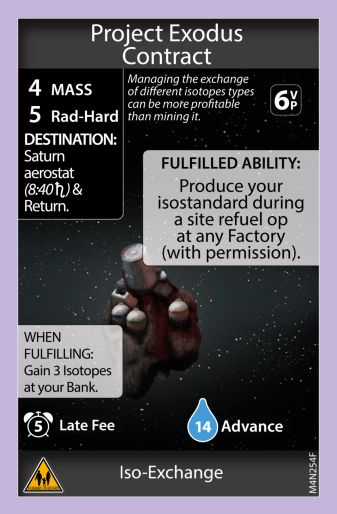 Project Exodus
Contract
4 MASS
5 Rad-Hard
DESTINATION:
Saturn
aerostat
(8:40♄) &
Return.
Managing the exchange
of different isotopes types
can be more profitable
than mining it.
6 VP
FULFILLED ABILITY:
Produce your
isostandard during
a site refuel op
at any Factory
(with permission).
WHEN
FULFILLING:
Gain 3 Isotopes
at your Bank.
5 Late Fee
14 Advance
Iso-Exchange
M4N254F